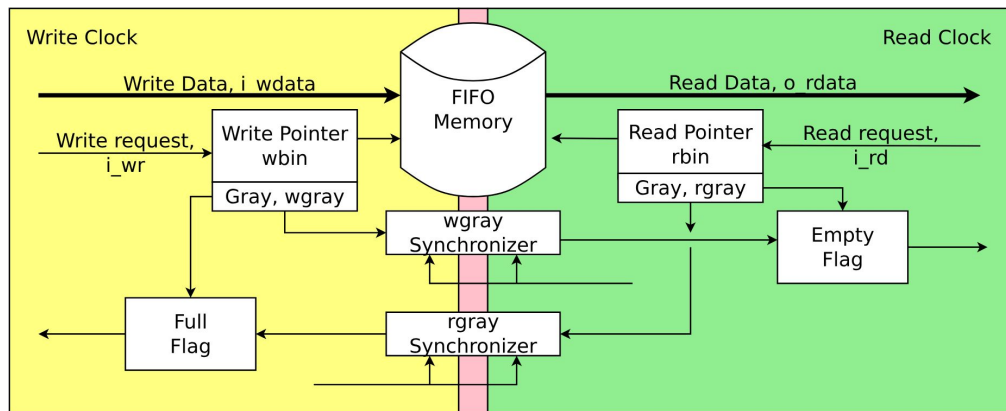 Write Clock
Read Clock
Write Data, i_wdata
FIFO
Memory
Read Data, o_rdata
Write request,
i_wr
Write Pointer
wbin
Gray, wgray
Read Pointer
rbin
Gray, rgray
Read request,
i_rd
wgray
Synchronizer
Empty
Flag
Full
Flag
rgray
Synchronizer